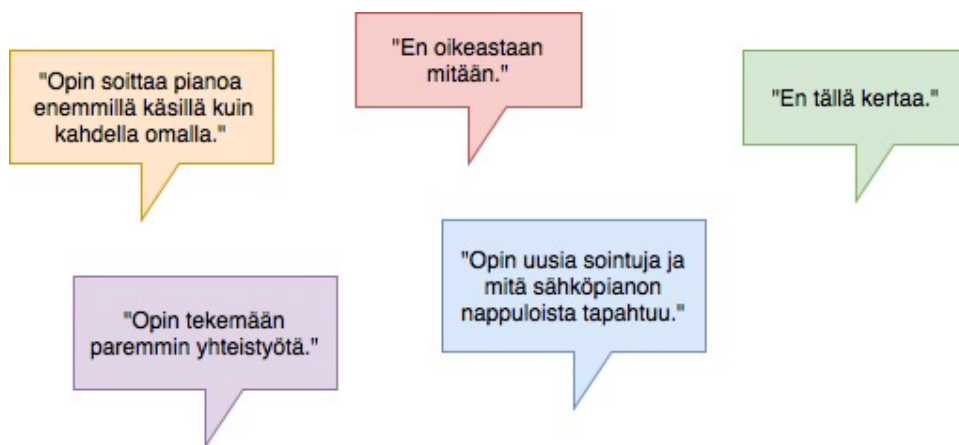 "Opin soittaa pianoa
enemmillä käsillä kuin
kahdella omalla."
"En oikeastaan
mitään."
"En tällä kertaa."
"Opin tekemään
paremmin yhteistyötä."
"Opin uusia sointuja ja
mitä sähköpianon
nappuloista tapahtuu."